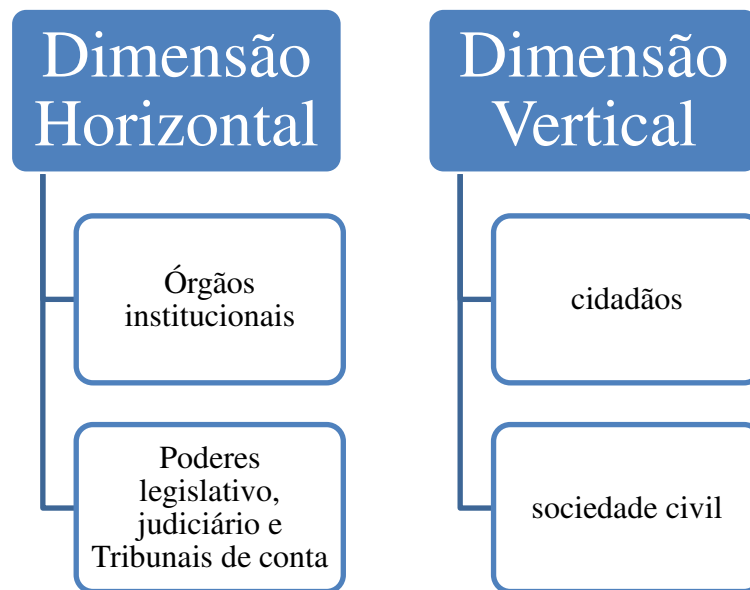 Dimensão
Horizontal
Órgãos
institucionais
Poderes
legislativo,
judiciário e
Tribunais de conta
Dimensão
Vertical
cidadãos
sociedade civil